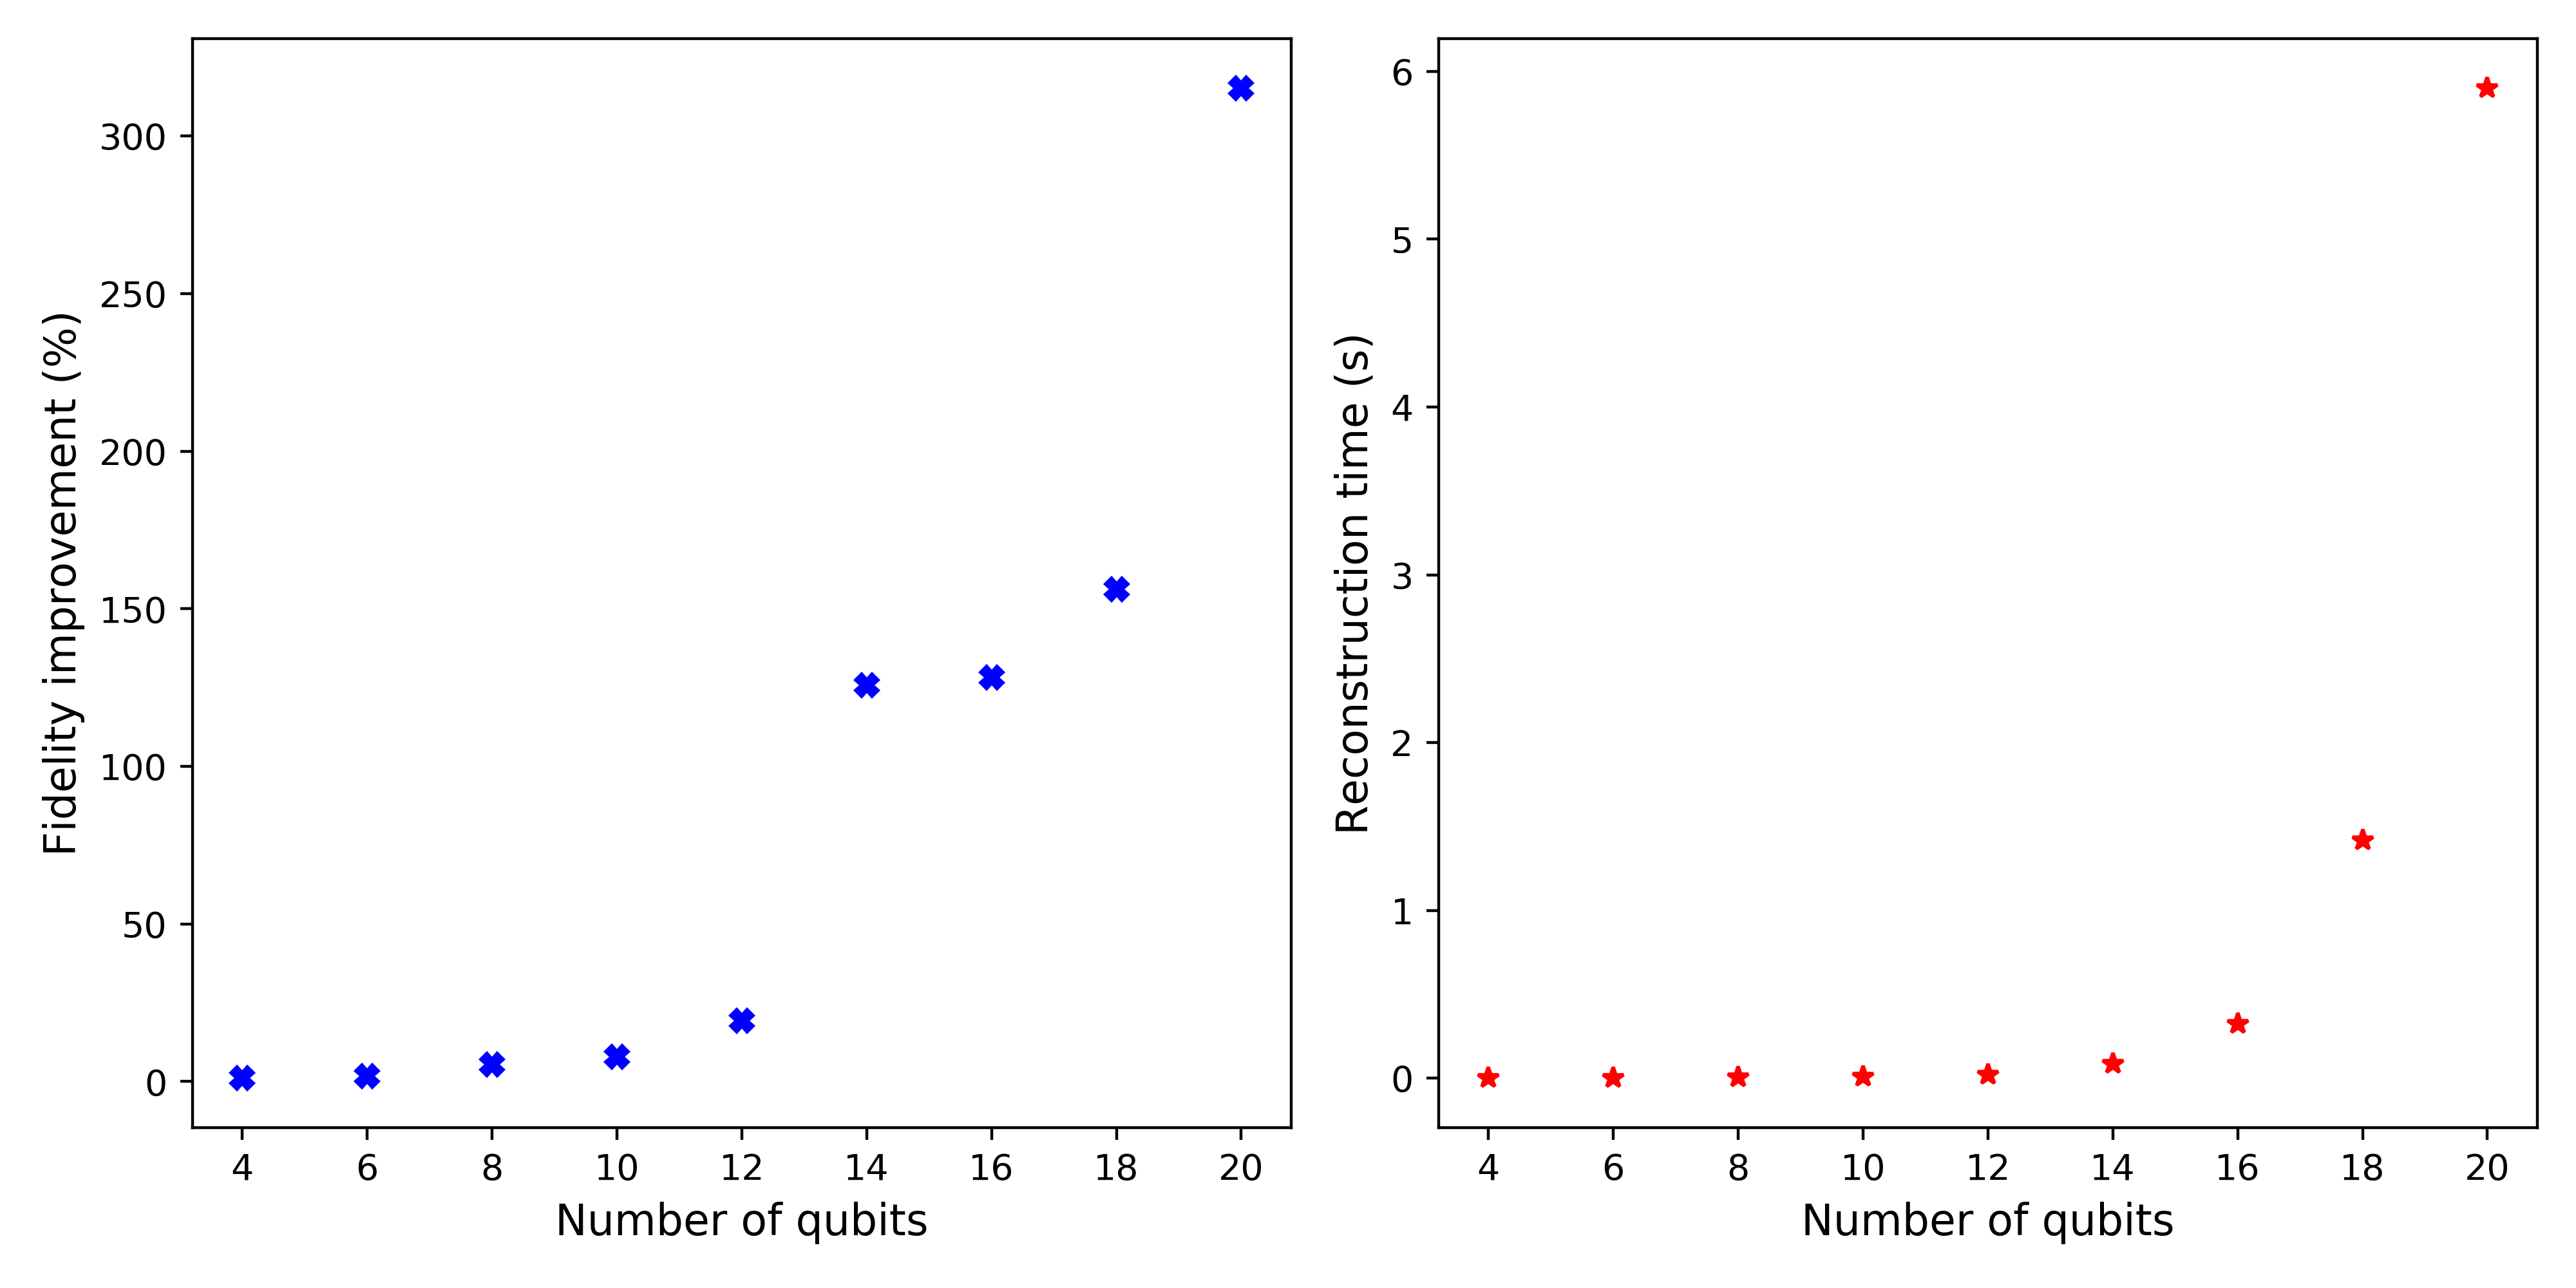 Fidelity improvement (%)
300
250
200
150
100
50
0
4 6 8 10 12 14 16 18 20
Number of qubits
Reconstruction time (s)
6
5
4
3
2
1
0
4 6 8 10 12 14 16 18 20
Number of qubits